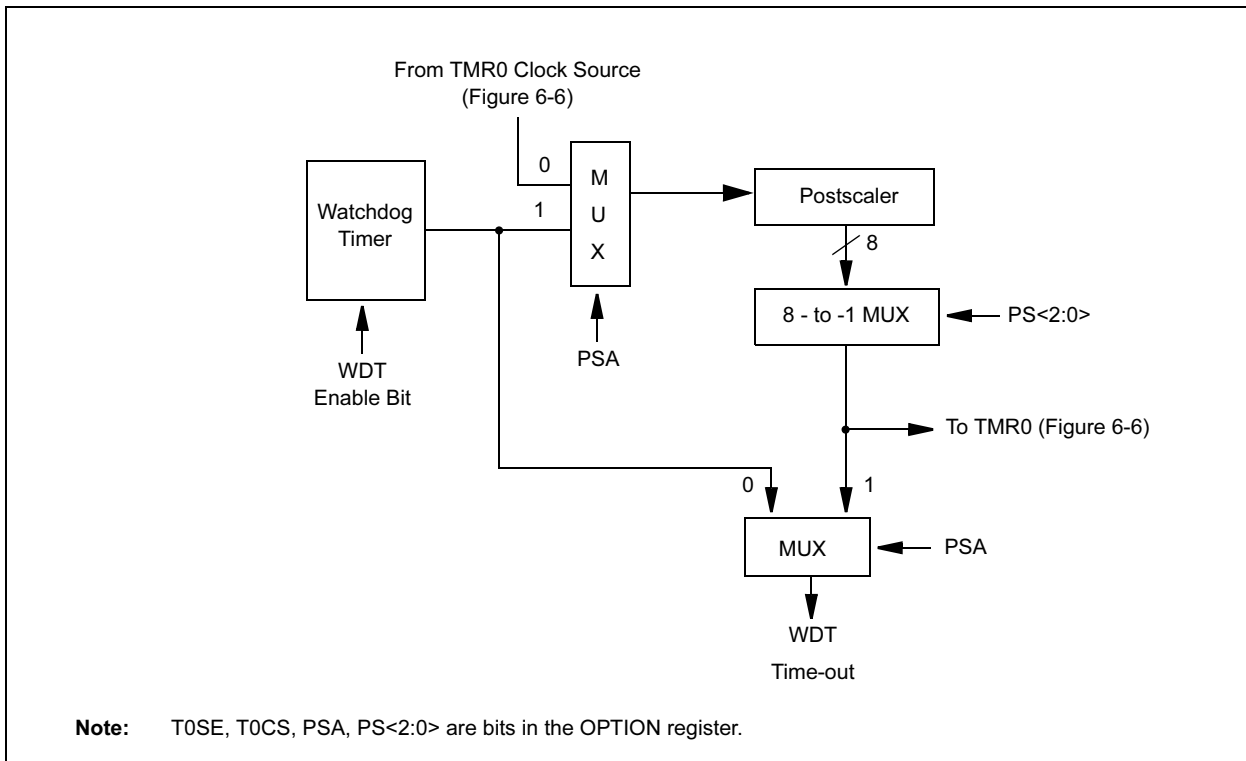 From TMR0 Clock Source
(Figure 6-6)
0
M
U
X
1
Watchdog
Timer
Postscaler
8
8 - to -1 MUX
PS<2:0>
PSA
WDT
Enable Bit
To TMR0 (Figure 6-6)
0
1
MUX
PSA
WDT
Time-out
Note: T0SE, T0CS, PSA, PS<2:0> are bits in the OPTION register.